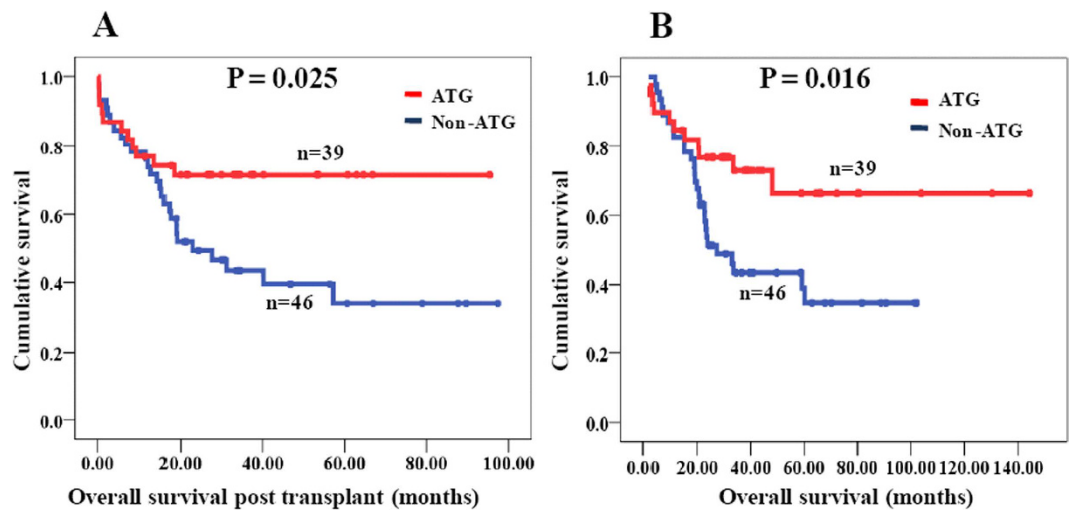 A
P = 0.025
ATG
Non-ATG
n=39
n=46
1.0
0.8
0.6
0.4
0.2
0.0
Cumulative survival
0.00 20.00 40.00 60.00 80.00 100.00
Overall survival post transplant (months)
B
P = 0.016
ATG
Non-ATG
n=39
n=46
1.0
0.8
0.6
0.4
0.2
0.0
Cumulative survival
0.00 20.00 40.00 60.00 80.00 100.00 120.00 140.00
Overall survival (months)